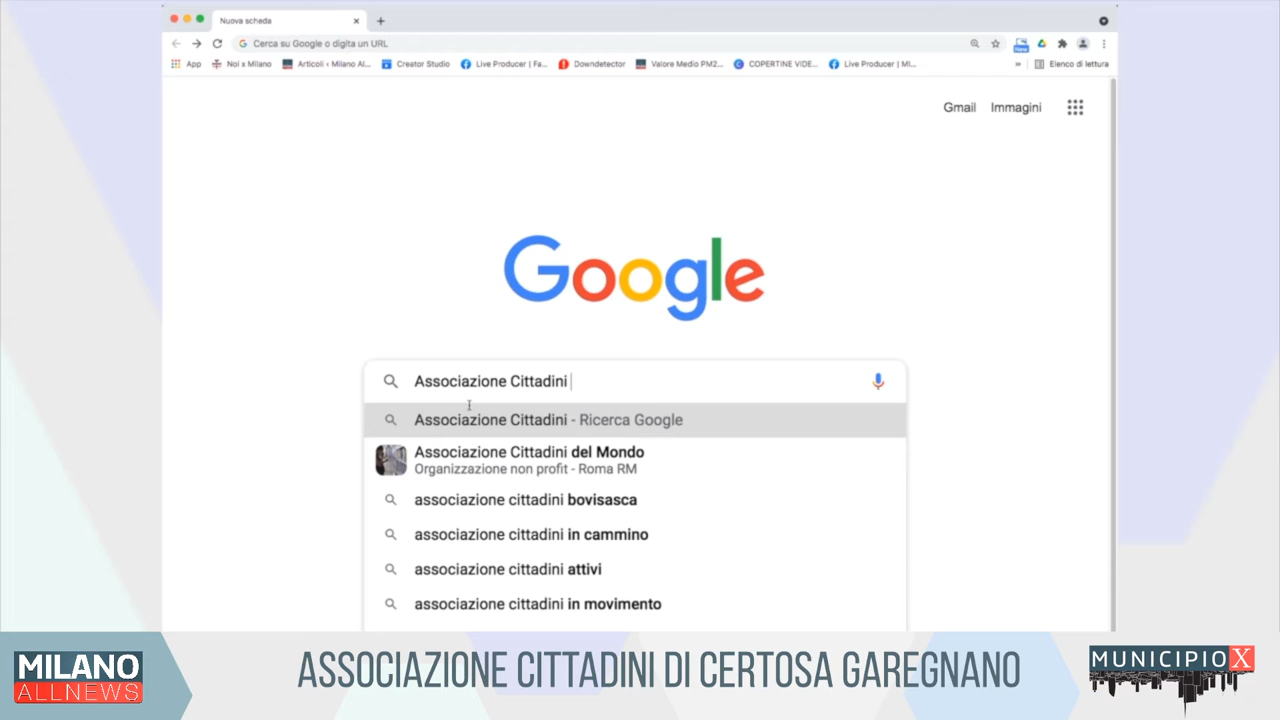 Nuova scheda
Cerca su Google o digita un URL
New
App
Noi x Milano
Articoli ‹ Milano Al...
Creator Studio
Live Producer | Fa...
Downdetector
Valore Medio PM2...
COPERTINE VIDE...
Live Producer | MI...
»
Elenco di lettura
Gmail Immagini
Google
Associazione Cittadini
Associazione Cittadini - Ricerca Google
Associazione Cittadini del Mondo
Organizzazione non profit - Roma RM
associazione cittadini bovisasca
associazione cittadini in cammino
associazione cittadini attivi
associazione cittadini in movimento
MILANO
ALLNEWS
ASSOCIAZIONE CITTADINI DI CERTOSA GAREGNANO
MUNICIPIO X